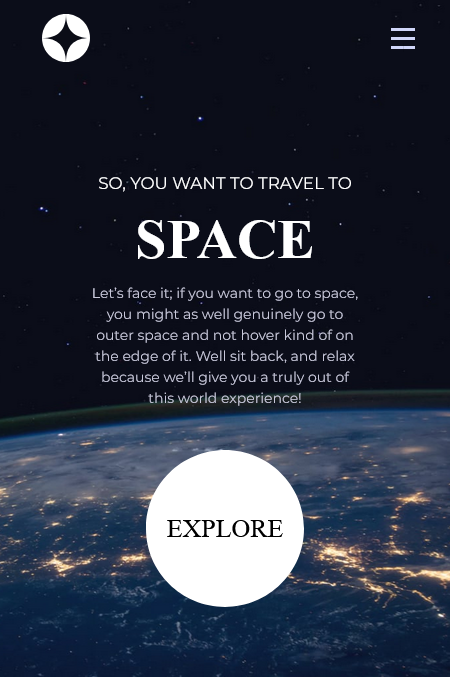 SO, YOU WANT TO TRAVEL TO
SPACE
Let’s face it; if you want to go to space,
you might as well genuinely go to
outer space and not hover kind of on
the edge of it. Well sit back, and relax
because we’ll give you a truly out of
this world experience!
EXPLORE